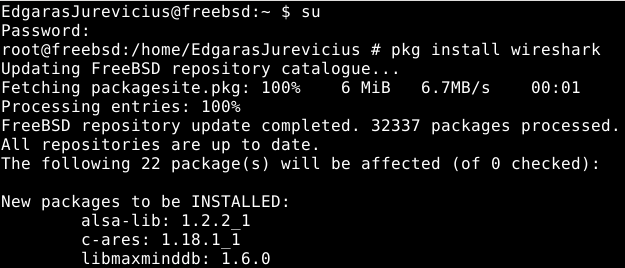 EdgarasJurevicius@freebsd:~ $ su
Password:
root@freebsd:/home/EdgarasJurevicius # pkg install wireshark
Updating FreeBSD repository catalogue...
Fetching packagesite.pkg: 100%    6 MiB   6.7MB/s    00:01
Processing entries: 100%
FreeBSD repository update completed. 32337 packages processed.
All repositories are up to date.
The following 22 package(s) will be affected (of 0 checked):

New packages to be INSTALLED:
        alsa-lib: 1.2.2_1
        c-ares: 1.18.1_1
        libmaxminddb: 1.6.0